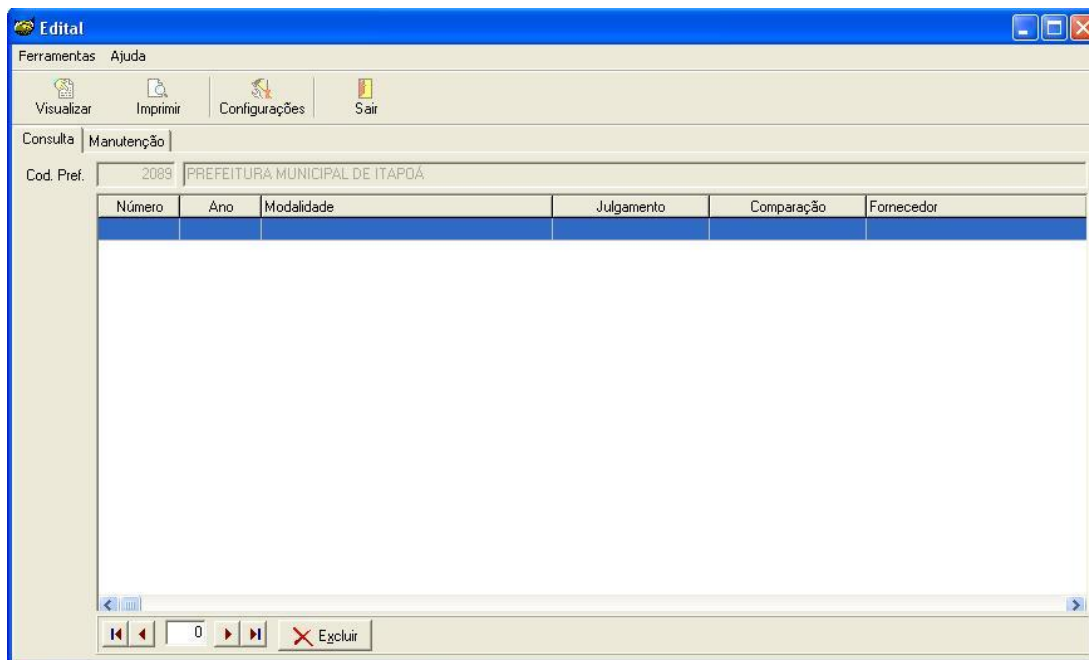 Edital
Ferramentas Ajuda
Visualizar Imprimir Configurações Sair
Consulta Manutenção
Cod. Pref. 2089 PREFEITURA MUNICIPAL DE ITAPOÁ
Número Ano Modalidade Julgamento Comparação Fornecedor
0 Excluir